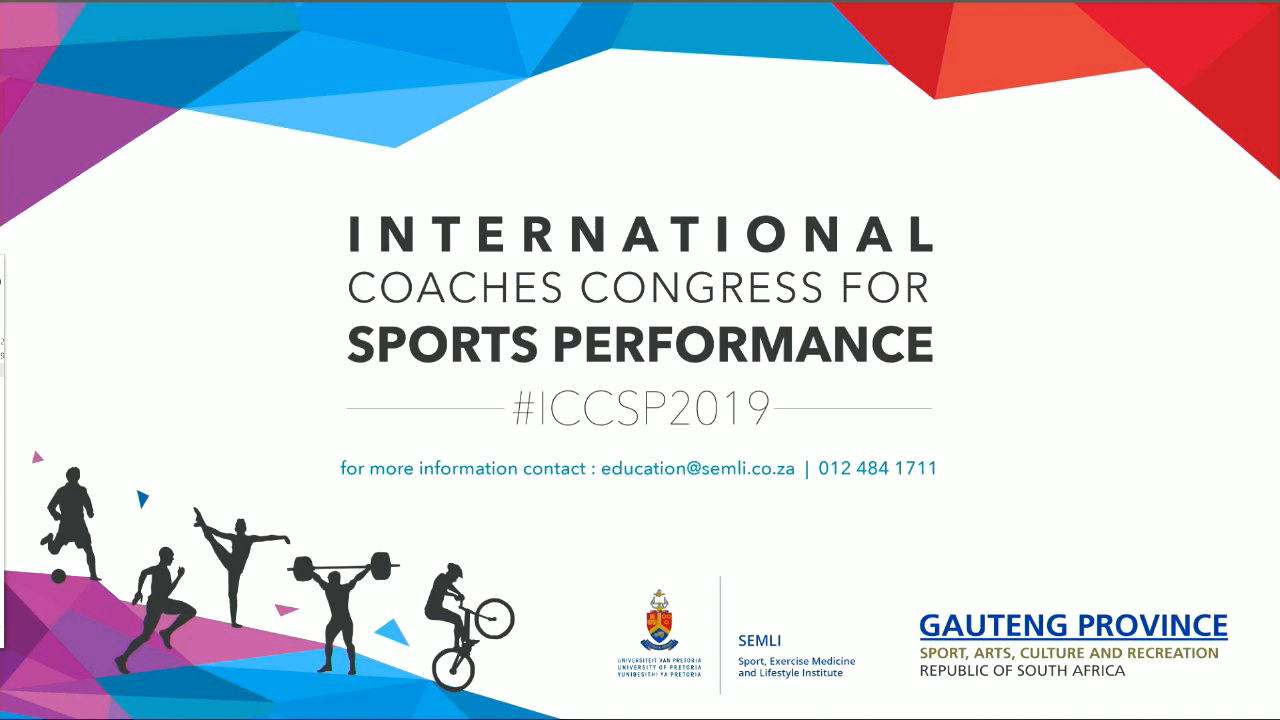 INTERNATIONAL
COACHES CONGRESS FOR
SPORTS PERFORMANCE
#ICCSP2019
for more information contact : education@semli.co.za | 012 484 1711
UNIVERSITEIT VAN PRETORIA
UNIVERSITY OF PRETORIA
YUNIBESITHI YA PRETORIA
SEMLI
Sport, Exercise Medicine
and Lifestyle Institute
GAUTENG PROVINCE
SPORT, ARTS, CULTURE AND RECREATION
REPUBLIC OF SOUTH AFRICA